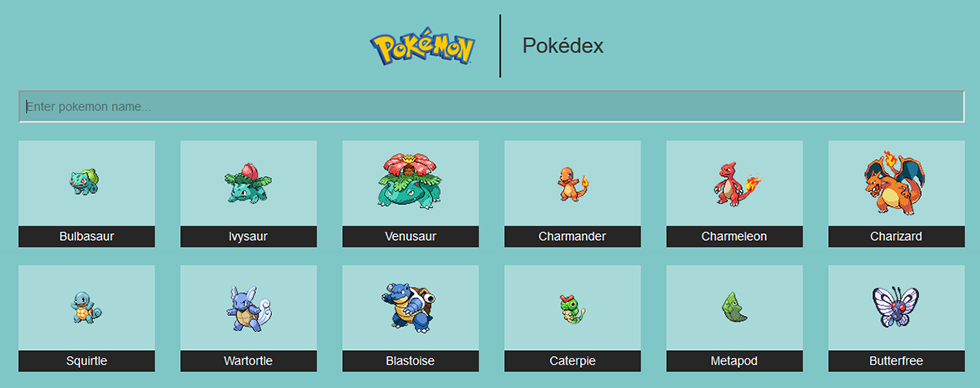 POKéMON
Pokédex
Enter pokemon name...
Bulbasaur
Ivysaur
Venusaur
Charmander
Charmeleon
Charizard
Squirtle
Wartortle
Blastoise
Caterpie
Metapod
Butterfree